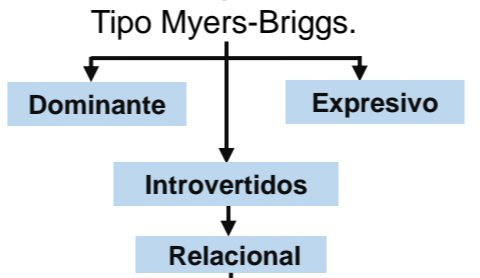 Tipo Myers-Briggs.
Dominante
Expresivo
Introvertidos
Relacional